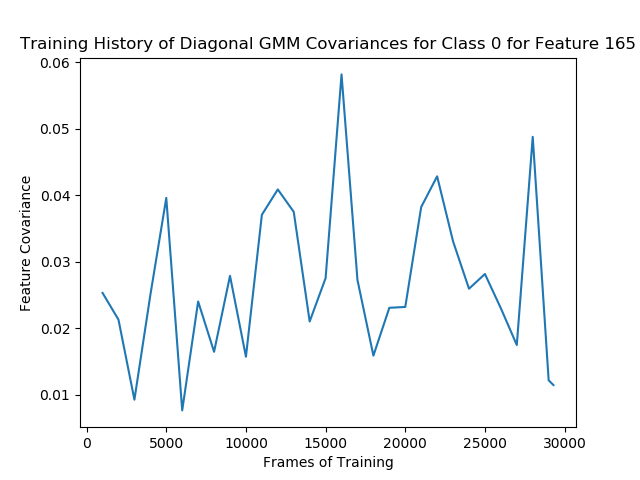 Training History of Diagonal GMM Covariances for Class 0 for Feature 165
0.06
0.05
0.04
0.03
0.02
0.01
Feature Covariance
0 5000 10000 15000 20000 25000 30000
Frames of Training